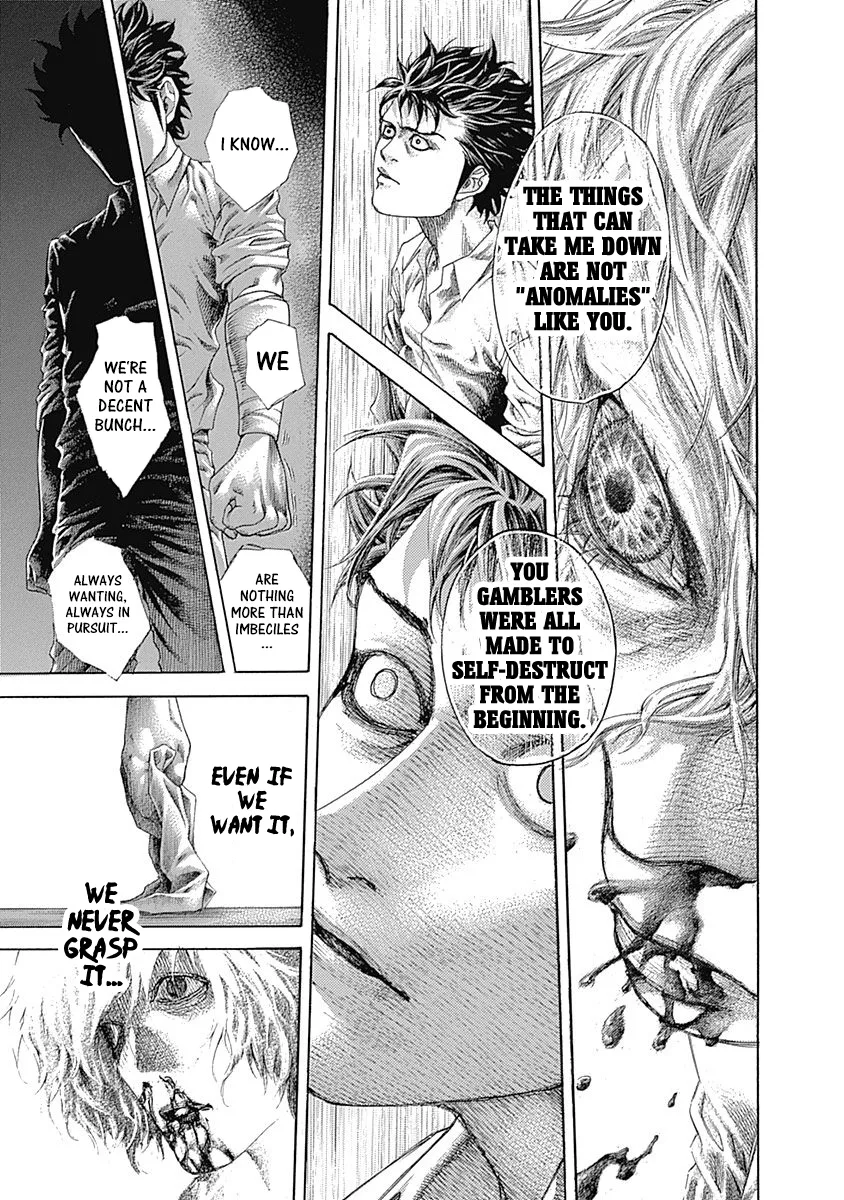 THE THINGS
THAT CAN
TAKE ME DOWN
ARE NOT
"ANOMALIES"
LIKE YOU.
YOU
GAMBLERS
WERE ALL
MADE TO
SELF-DESTRUCT
FROM THE
BEGINNING.
I KNOW...
WE
ARE
NOTHING
MORE THAN
IMBECILES
...
WE'RE
NOT A
DECENT
BUNCH...
ALWAYS
WANTING,
ALWAYS IN
PURSUIT...
EVEN IF
WE
WANT IT,
WE
NEVER
GRASP
IT...